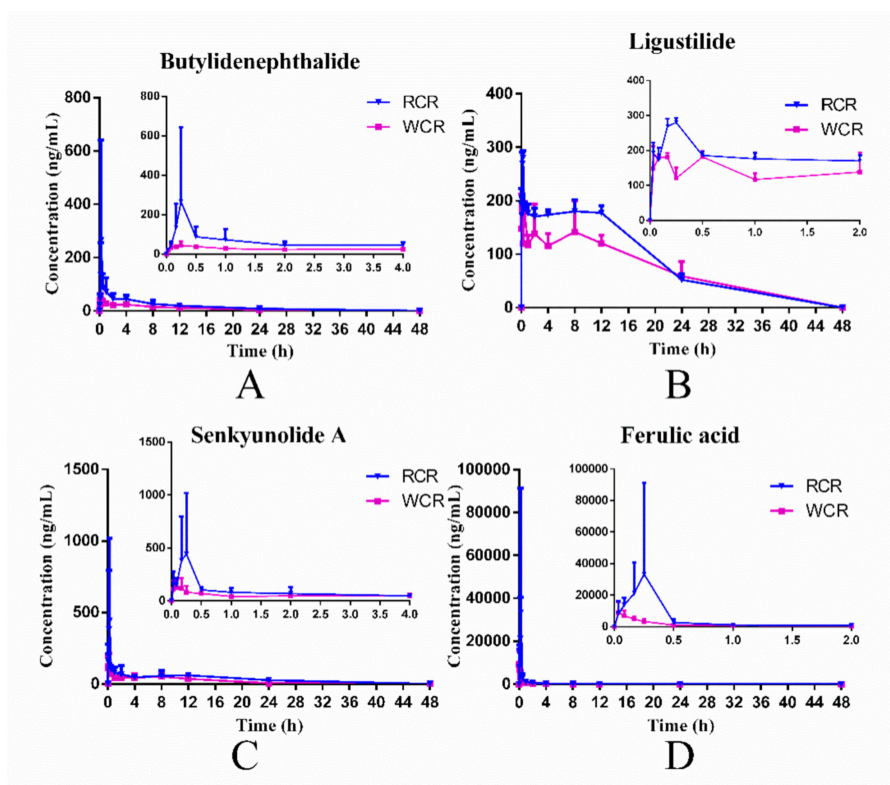 Butylidenephthalide
800
600
400
200
0
Concentration (ng/mL)
800
600
400
200
0
0.0 0.5 1.0 1.5 2.0 2.5 3.0 3.5 4.0
RCR
WCR
0 4 8 12 16 20 24 28 32 36 40 44 48
Time (h)
A
Ligustilide
400
300
200
100
0
Concentration (ng/mL)
400
300
200
100
0
0.0 0.5 1.0 1.5 2.0
RCR
WCR
0 4 8 12 16 20 24 28 32 36 40 44 48
Time (h)
B
Senkyunolide A
1500
1000
500
0
Concentration (ng/mL)
1500
1000
500
0
0.0 0.5 1.0 1.5 2.0 2.5 3.0 3.5 4.0
RCR
WCR
0 4 8 12 16 20 24 28 32 36 40 44 48
Time (h)
C
Ferulic acid
100000
80000
60000
40000
20000
0
Concentration (ng/mL)
100000
80000
60000
40000
20000
0
0.0 0.5 1.0 1.5 2.0
RCR
WCR
0 4 8 12 16 20 24 28 32 36 40 44 48
Time (h)
D